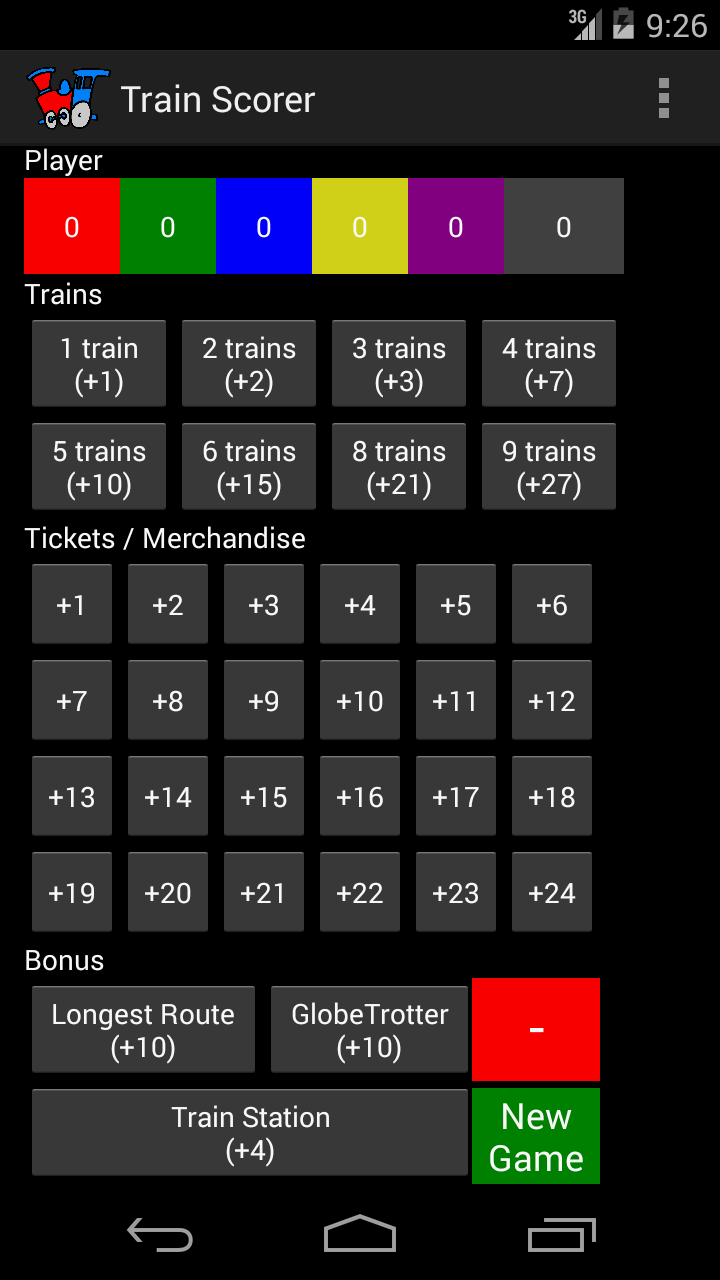 3G 9:26
Train Scorer
Player
0 0 0 0 0 0
Trains
1 train 2 trains 3 trains 4 trains
(+1) (+2) (+3) (+7)
5 trains 6 trains 8 trains 9 trains
(+10) (+15) (+21) (+27)
Tickets / Merchandise
+1 +2 +3 +4 +5 +6
+7 +8 +9 +10 +11 +12
+13 +14 +15 +16 +17 +18
+19 +20 +21 +22 +23 +24
Bonus
Longest Route GlobeTrotter -
(+10) (+10)
Train Station New
(+4) Game